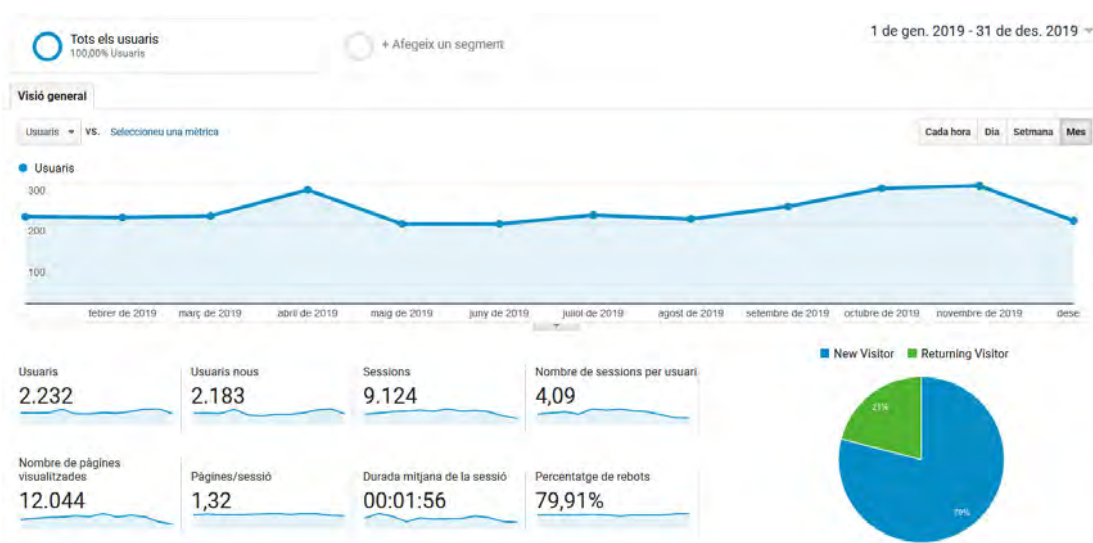 Tots els usuaris
100,00% Usuaris
+ Afegeix un segment
1 de gen. 2019 - 31 de des. 2019
Visió general
Usuaris VS. Seleccioneu una mètrica
Cada hora Dia Setmana Mes
Usuaris
300
200
100
febrer de 2019 març de 2019 abril de 2019 maig de 2019 juny de 2019 juliol de 2019 agost de 2019 setembre de 2019 octubre de 2019 novembre de 2019 dese
New Visitor Returning Visitor
Usuaris
2.232
Usuaris nous
2.183
Sessions
9.124
Nombre de sessions per usuari
4,09
Nombre de pàgines
visualitzades
12.044
Pàgines/sessió
1,32
Durada mitjana de la sessió
00:01:56
Percentatge de rebots
79,91%
21%
79%